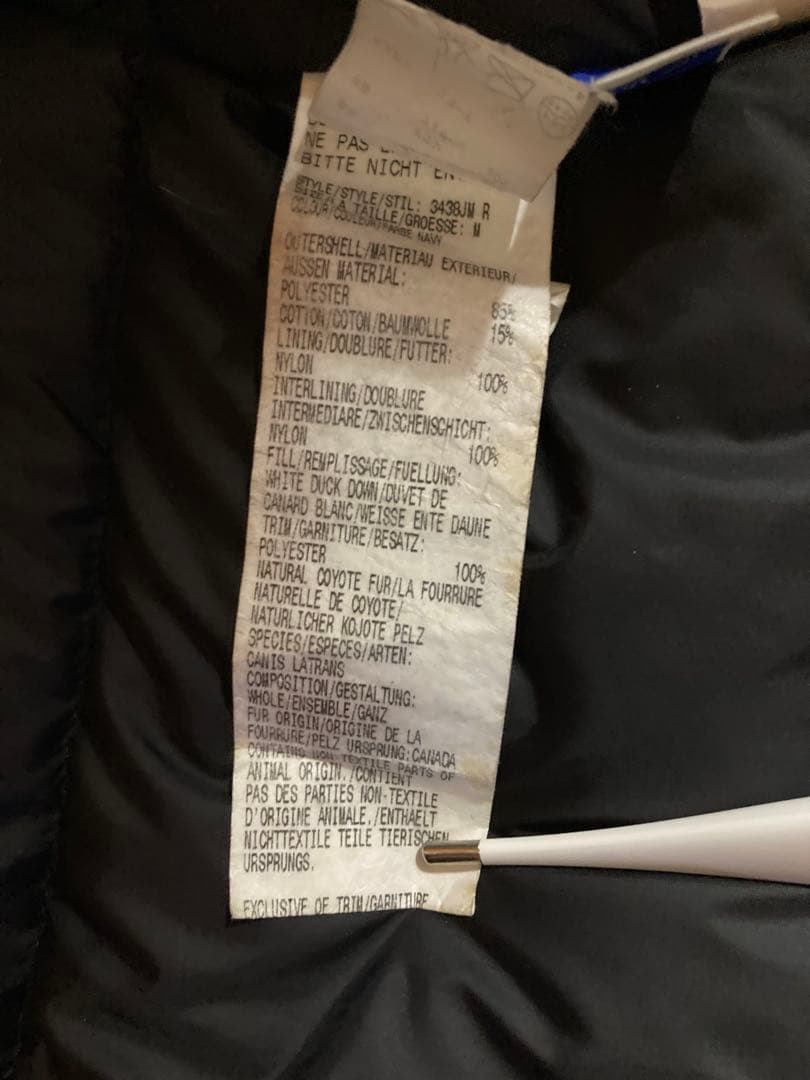 NE PAS
BITTE NICHT
STYLE/STYLE/STIL: 3438JM R
TAILLE/GROESSE: M
COLOUR/COULEUR/FARBE NAVY
OUTERSHELL/MATERIAU EXTERIEUR/
AUSSEN MATERIAL:
POLYESTER 85%
COTTON/COTON/BAUMWOLLE 15%
LINING/DOUBLURE/FUTTER:
NYLON 100%
INTERLINING/DOUBLURE
INTERMEDIARE/ZWISCHENSCHICHT:
NYLON 100%
FILL/REMPLISSAGE/FUELLUNG:
WHITE DUCK DOWN/DUVET DE
CANARD BLANC/WEISSE ENTE DAUNE
TRIM/GARNITURE/BESATZ:
POLYESTER 100%
NATURAL COYOTE FUR/LA FOURRURE
NATURELLE DE COYOTE/
NATURLICHER KOJOTE PELZ
SPECIES/ESPECES/ARTEN:
CANIS LATRANS
COMPOSITION/GESTALTUNG:
WHOLE/ENSEMBLE/GANZ
FUR ORIGIN/ORIGINE DE LA
FOURRURE/PELZ URSPRUNG:CANADA
CONTAINS NON-TEXTILE PARTS OF
ANIMAL ORIGIN./CONTIENT
PAS DES PARTIES NON-TEXTILE
D'ORIGINE ANIMALE./ENTHAELT
NICHTTEXTILE TEILE TIERISCHEN
URSPRUNGS.
EXCLUSIVE OF TRIM/GARNITURE